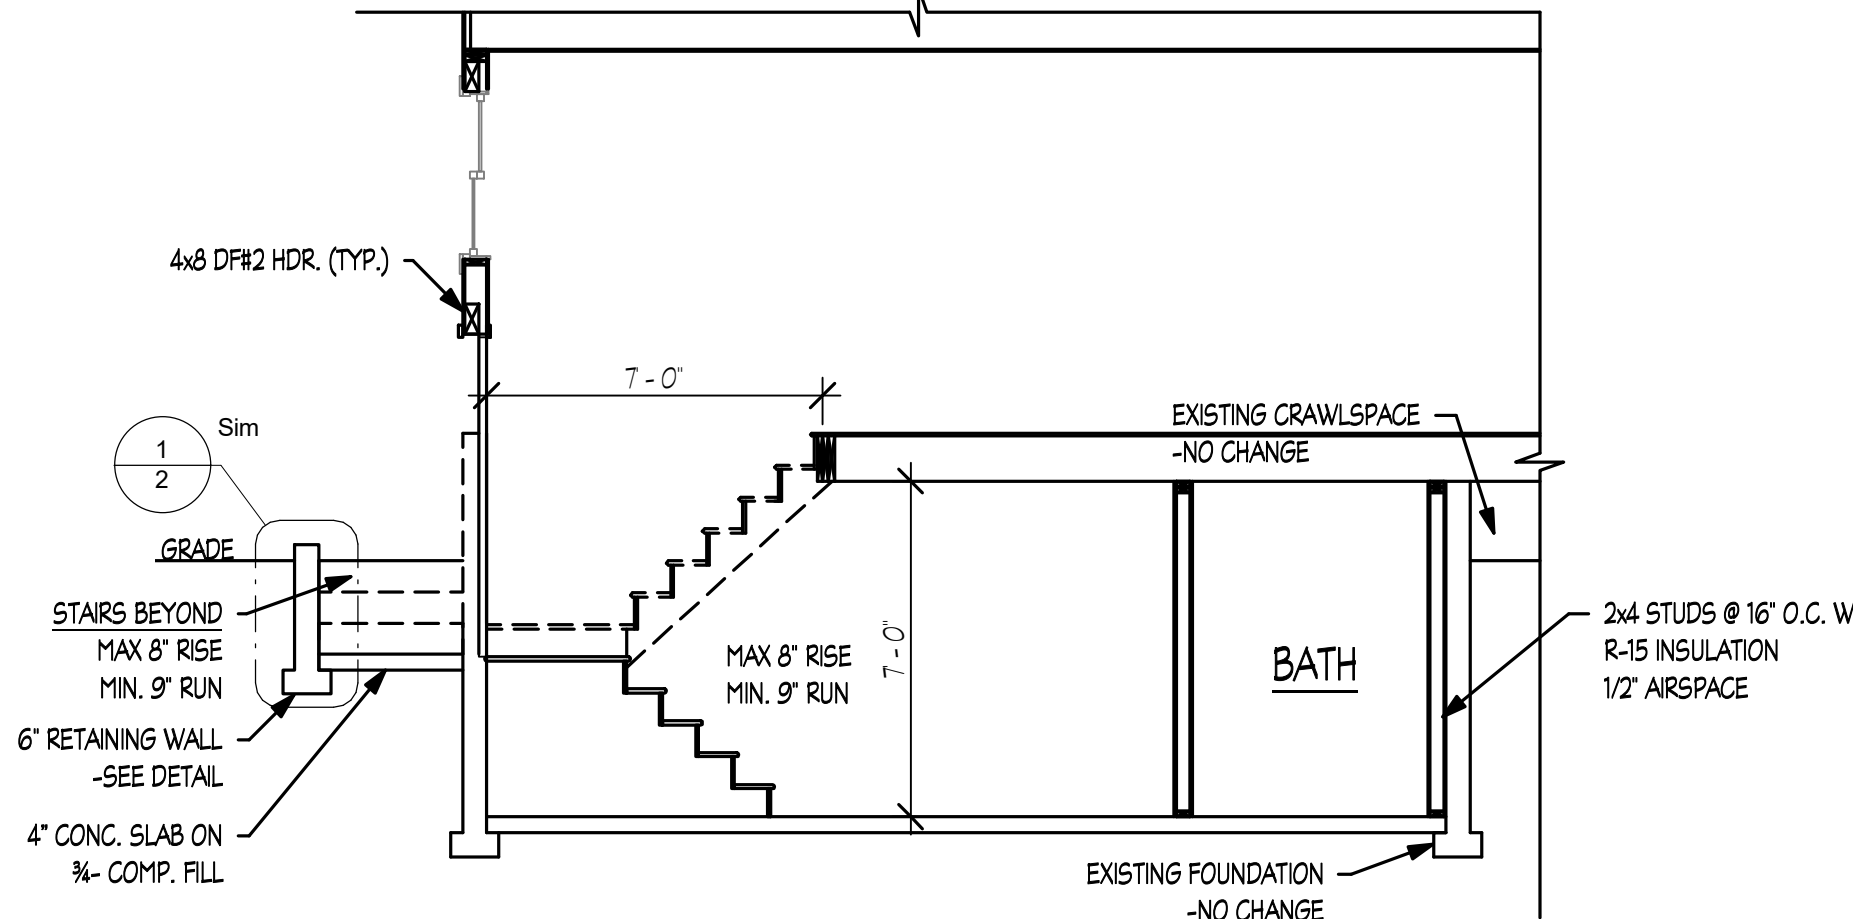 4x8 DF#2 HDR. (TYP.)
7'-0"
EXISTING CRAWLSPACE
-NO CHANGE
1
2
Sim
GRADE
STAIRS BEYOND
MAX 8" RISE
MIN. 9" RUN
6" RETAINING WALL
-SEE DETAIL
4" CONC. SLAB ON
¾- COMP. FILL
MAX 8" RISE
MIN. 9" RUN
7'-0"
BATH
2x4 STUDS @ 16" O.C. W
R-15 INSULATION
1/2" AIRSPACE
EXISTING FOUNDATION
-NO CHANGE